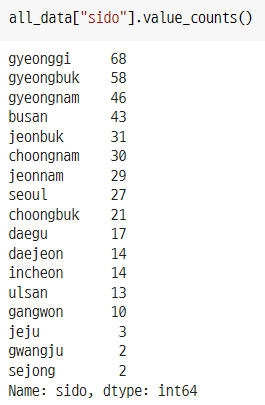 all_data["sido"].value_counts()
gyeonggi 68
gyeongbuk 58
gyeongnam 46
busan 43
jeonbuk 31
choongnam 30
jeonnam 29
seoul 27
choongbuk 21
daegu 17
daejeon 14
incheon 14
ulsan 13
gangwon 10
jeju 3
gwangju 2
sejong 2
Name: sido, dtype: int64